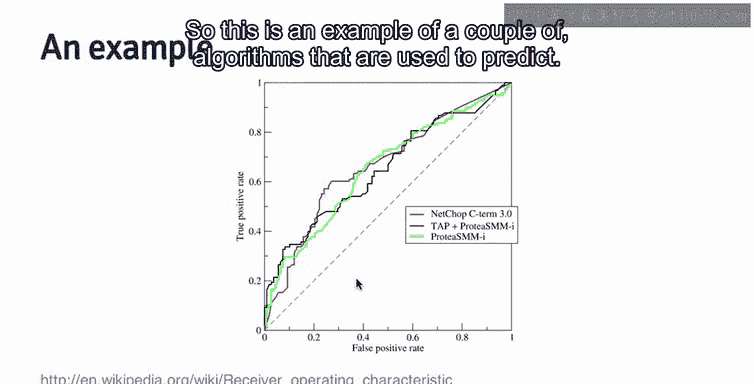 So this is an example of a couple of,
algorithms that are used to predict.
An example
1
0.8
0.6
0.4
0.2
0
True positive rate
NetChop C-term 3.0
TAP + ProteaSMM-i
ProteaSMM-i
0
0.2
0.4
0.6
0.8
1
False positive rate
http://en.wikipedia.org/wiki/Receiver_operating_characteristic